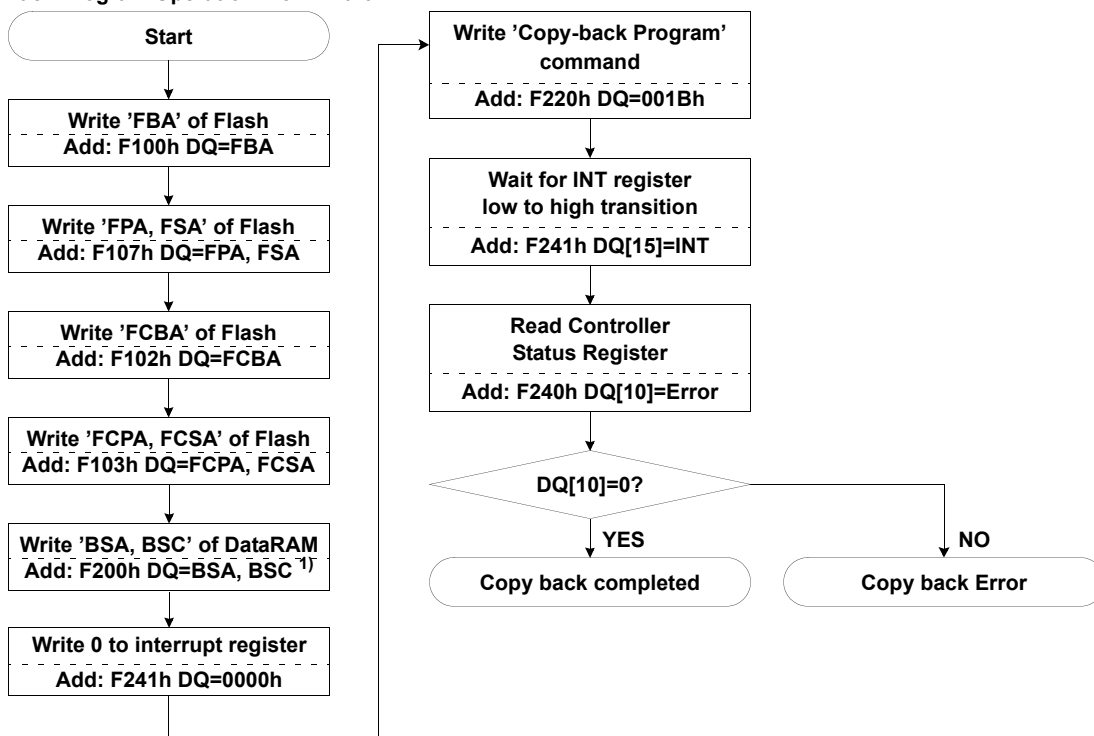 Start
Write 'FBA' of Flash
Add: F100h DQ=FBA
Write 'FPA, FSA' of Flash
Add: F107h DQ=FPA, FSA
Write 'FCBA' of Flash
Add: F102h DQ=FCBA
Write 'FCPA, FCSA' of Flash
Add: F103h DQ=FCPA, FCSA
Write 'BSA, BSC' of DataRAM
Add: F200h DQ=BSA, BSC 1)
Write 0 to interrupt register
Add: F241h DQ=0000h
Write 'Copy-back Program'
command
Add: F220h DQ=001Bh
Wait for INT register
low to high transition
Add: F241h DQ[15]=INT
Read Controller
Status Register
Add: F240h DQ[10]=Error
DQ[10]=0?
YES
NO
Copy back completed
Copy back Error